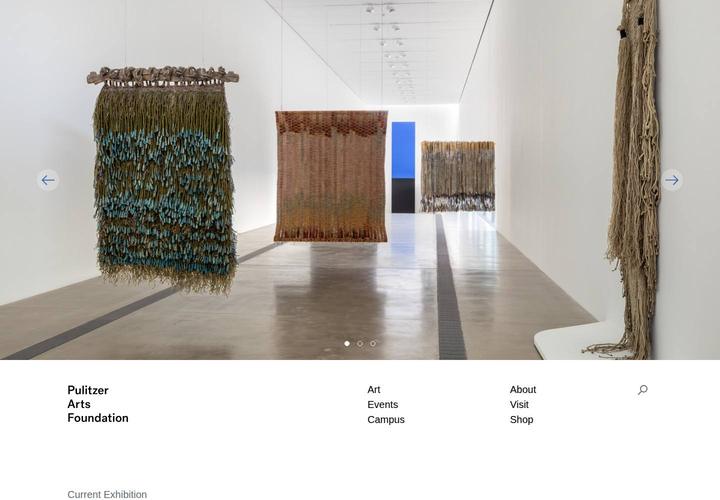 Pulitzer
Arts
Foundation
Art
Events
Campus
About
Visit
Shop
Current Exhibition